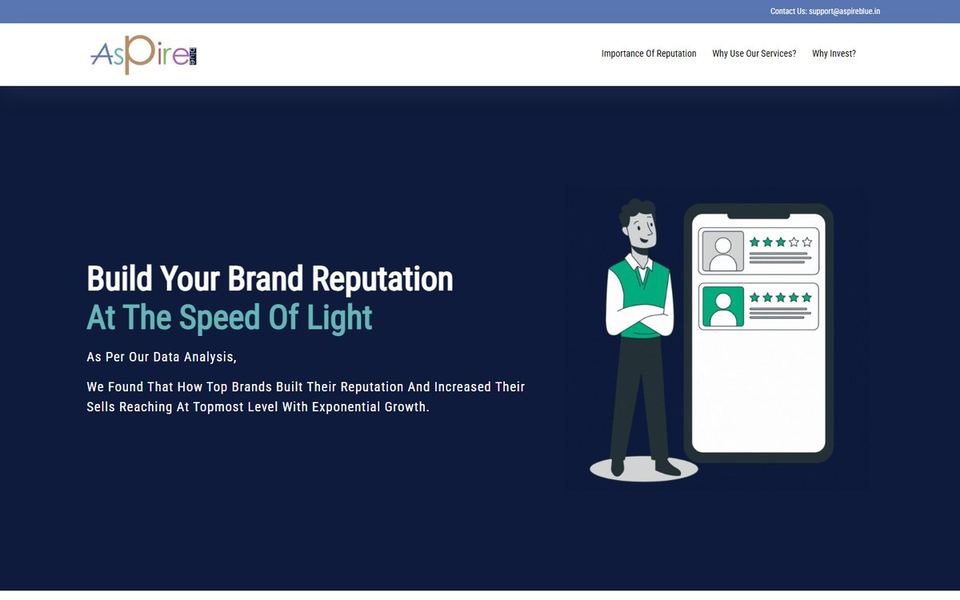 Contact Us: support@aspireblue.in
Aspire
Importance Of Reputation Why Use Our Services? Why Invest?
Build Your Brand Reputation
At The Speed Of Light
As Per Our Data Analysis,
We Found That How Top Brands Built Their Reputation And Increased Their
Sells Reaching At Topmost Level With Exponential Growth.